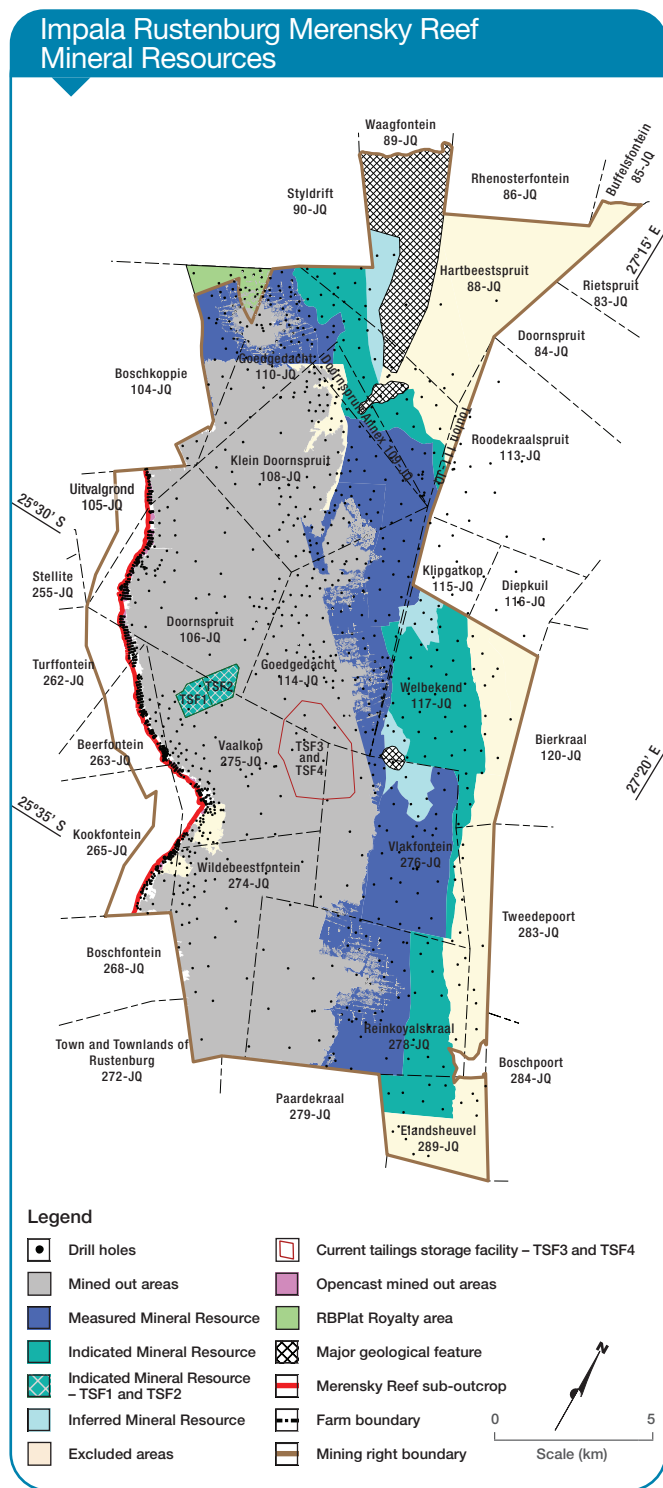 Impala Rustenburg Merensky Reef
Mineral Resources
Waagfontein
89-JQ
Buffelsfontein
85-JQ
Rhenosterfontein
86-JQ
Styldrift
90-JQ
27º15' E
Hartbeestspruit
88-JQ
Rietspruit
83-JQ
Doornspruit
84-JQ
Goedgedacht
110-JQ
Boschkoppie
104-JQ
Doornspruit Annex 109-JQ
Roodekraalspruit
113-JQ
Klein Doornspruit
108-JQ
Uitvalgrond
105-JQ
25º30' S
Klipgatkop
115-JQ
Diepkuil
116-JQ
Stellite
255-JQ
Doornspruit
106-JQ
Goedgedacht
114-JQ
Turffontein
262-JQ
TSF2
TSF1
Welbekend
117-JQ
Beerfontein
263-JQ
Vaalkop
275-JQ
TSF3
and
TSF4
Bierkraal
120-JQ
27º20' E
25º35' S
Kookfontein
265-JQ
Vlakfontein
276-JQ
Wildebeestfontein
274-JQ
Tweedepoort
283-JQ
Boschfontein
268-JQ
Reinkoyalskraal
278-JQ
Town and Townlands of
Rustenburg
272-JQ
Boschpoort
284-JQ
Paardekraal
279-JQ
Elandsheuvel
289-JQ
Legend
Drill holes
Mined out areas
Measured Mineral Resource
Indicated Mineral Resource
Indicated Mineral Resource
– TSF1 and TSF2
Inferred Mineral Resource
Excluded areas
Current tailings storage facility – TSF3 and TSF4
Opencast mined out areas
RBPlat Royalty area
Major geological feature
Merensky Reef sub-outcrop
Farm boundary
Mining right boundary
N
0 5
Scale (km)